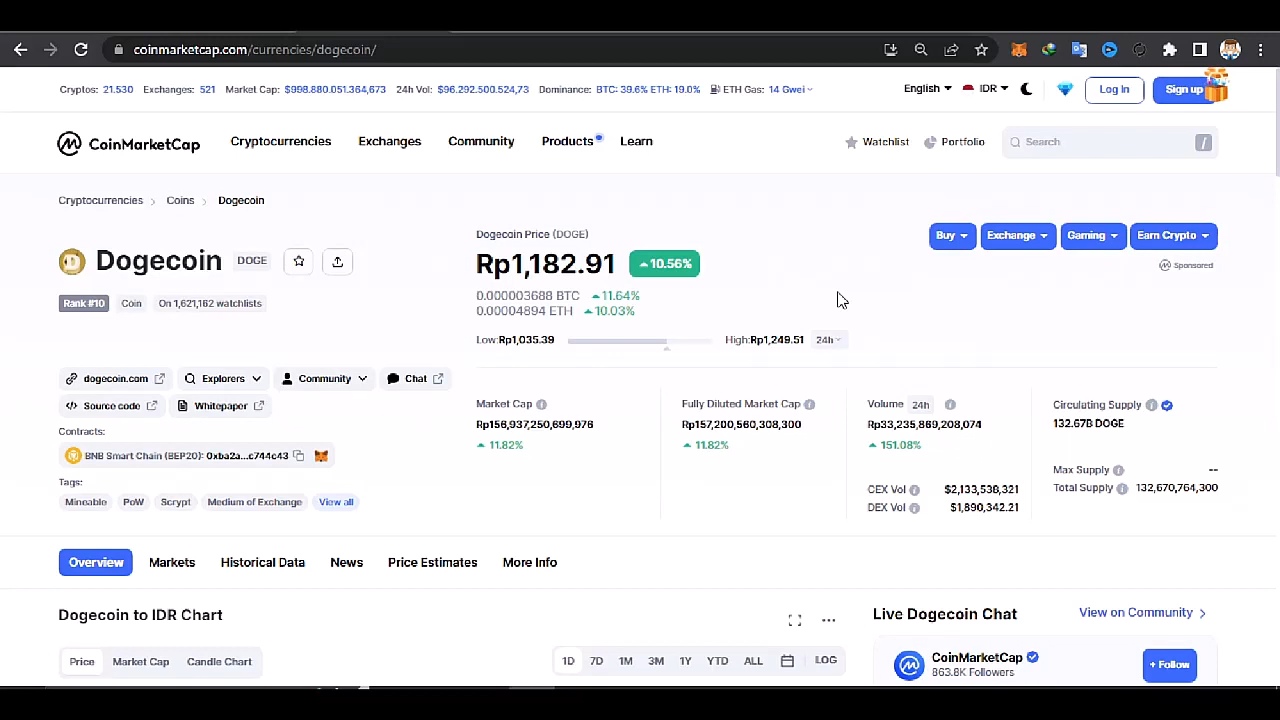 coinmarketcap.com/currencies/dogecoin/
Cryptos: 21.530 Exchanges: 521 Market Cap: $998.880.051.364,673 24h Vol: $96.292.500.524,73 Dominance: BTC: 39.6% ETH: 19.0% ETH Gas: 14 Gwei English IDR Log In Sign up
CoinMarketCap Cryptocurrencies Exchanges Community Products Learn Watchlist Portfolio Search /
Cryptocurrencies Coins Dogecoin
Dogecoin DOGE
Rank #10 Coin On 1,621,162 watchlists
dogecoin.com Explorers Community Chat
Source code Whitepaper
Contracts:
BNB Smart Chain (BEP20): 0xba2a...c744c43
Tags:
Mineable PoW Scrypt Medium of Exchange View all
Dogecoin Price (DOGE)
Rp1,182.91 10.56%
0.000003688 BTC 11.64%
0.00004894 ETH 10.03%
Low:Rp1,035.39 High:Rp1,249.51 24h
Buy Exchange Gaming Earn Crypto
Sponsored
Market Cap
Rp156,937,250,699,976
11.82%
Fully Diluted Market Cap
Rp157,200,560,308,300
11.82%
Volume 24h
Rp33,235,869,208,074
151.08%
CEX Vol $2,133,538,321
DEX Vol $1,890,342.21
Circulating Supply
132.67B DOGE
Max Supply --
Total Supply 132,670,764,300
Overview Markets Historical Data News Price Estimates More Info
Dogecoin to IDR Chart
Price Market Cap Candle Chart 1D 7D 1M 3M 1Y YTD ALL LOG
Live Dogecoin Chat View on Community
CoinMarketCap
863.8K Followers
+ Follow